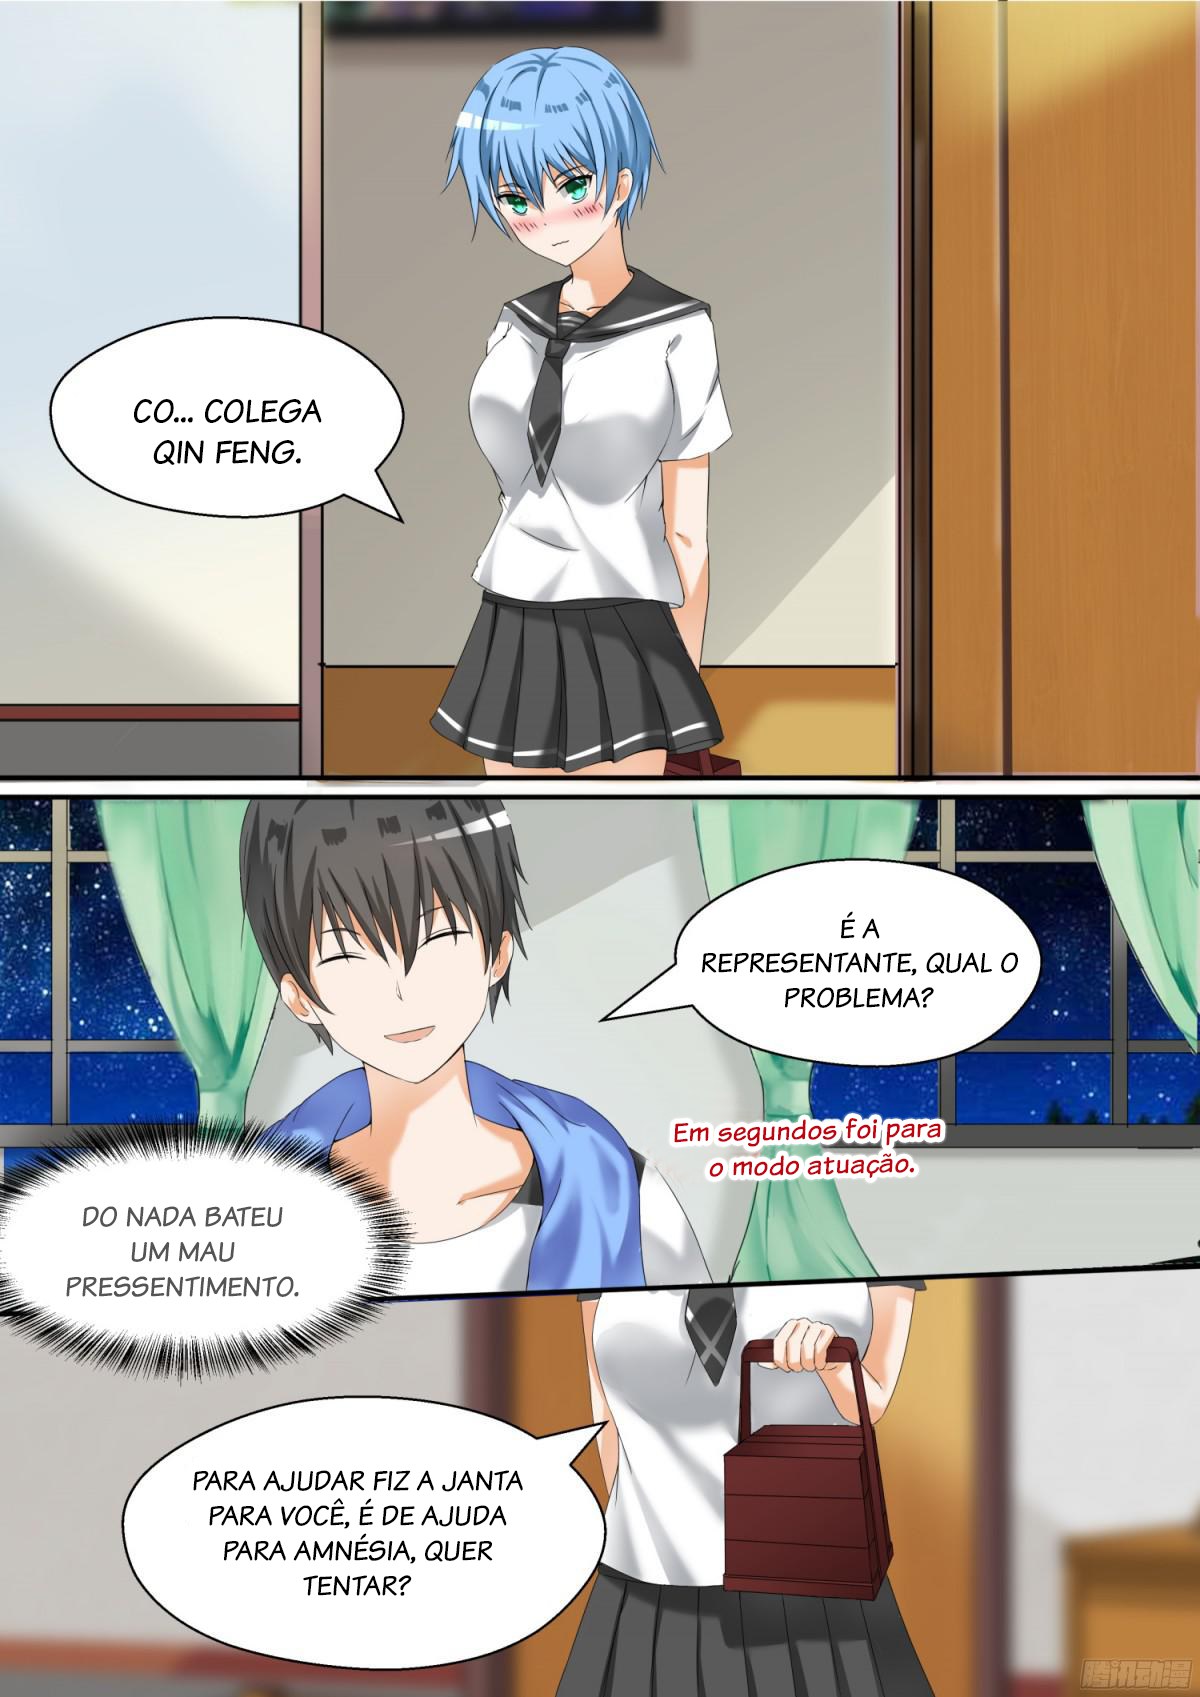 CO... COLEGA
QIN FENG.
É A
REPRESENTANTE, QUAL O
PROBLEMA?
Em segundos foi para
o modo atuação.
DO NADA BATEU
UM MAU
PRESSENTIMENTO.
PARA AJUDAR FIZ A JANTA
PARA VOCÊ, É DE AJUDA
PARA AMNÉSIA, QUER
TENTAR?
腾讯动漫